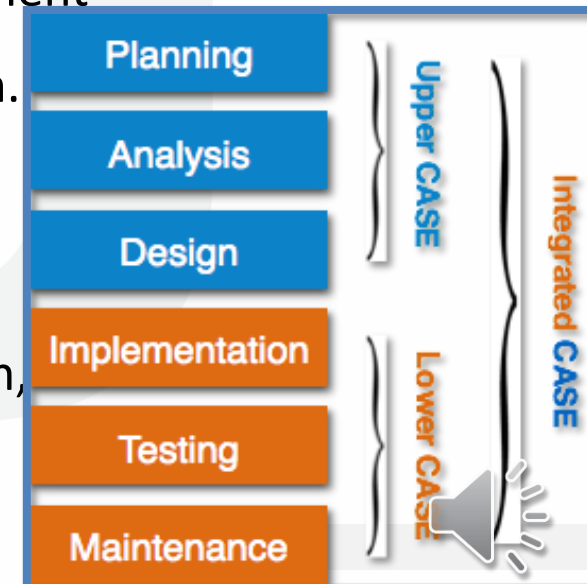 Planning
Analysis
Design
Implementation
Testing
Maintenance
Upper CASE
Lower CASE
Integrated CASE